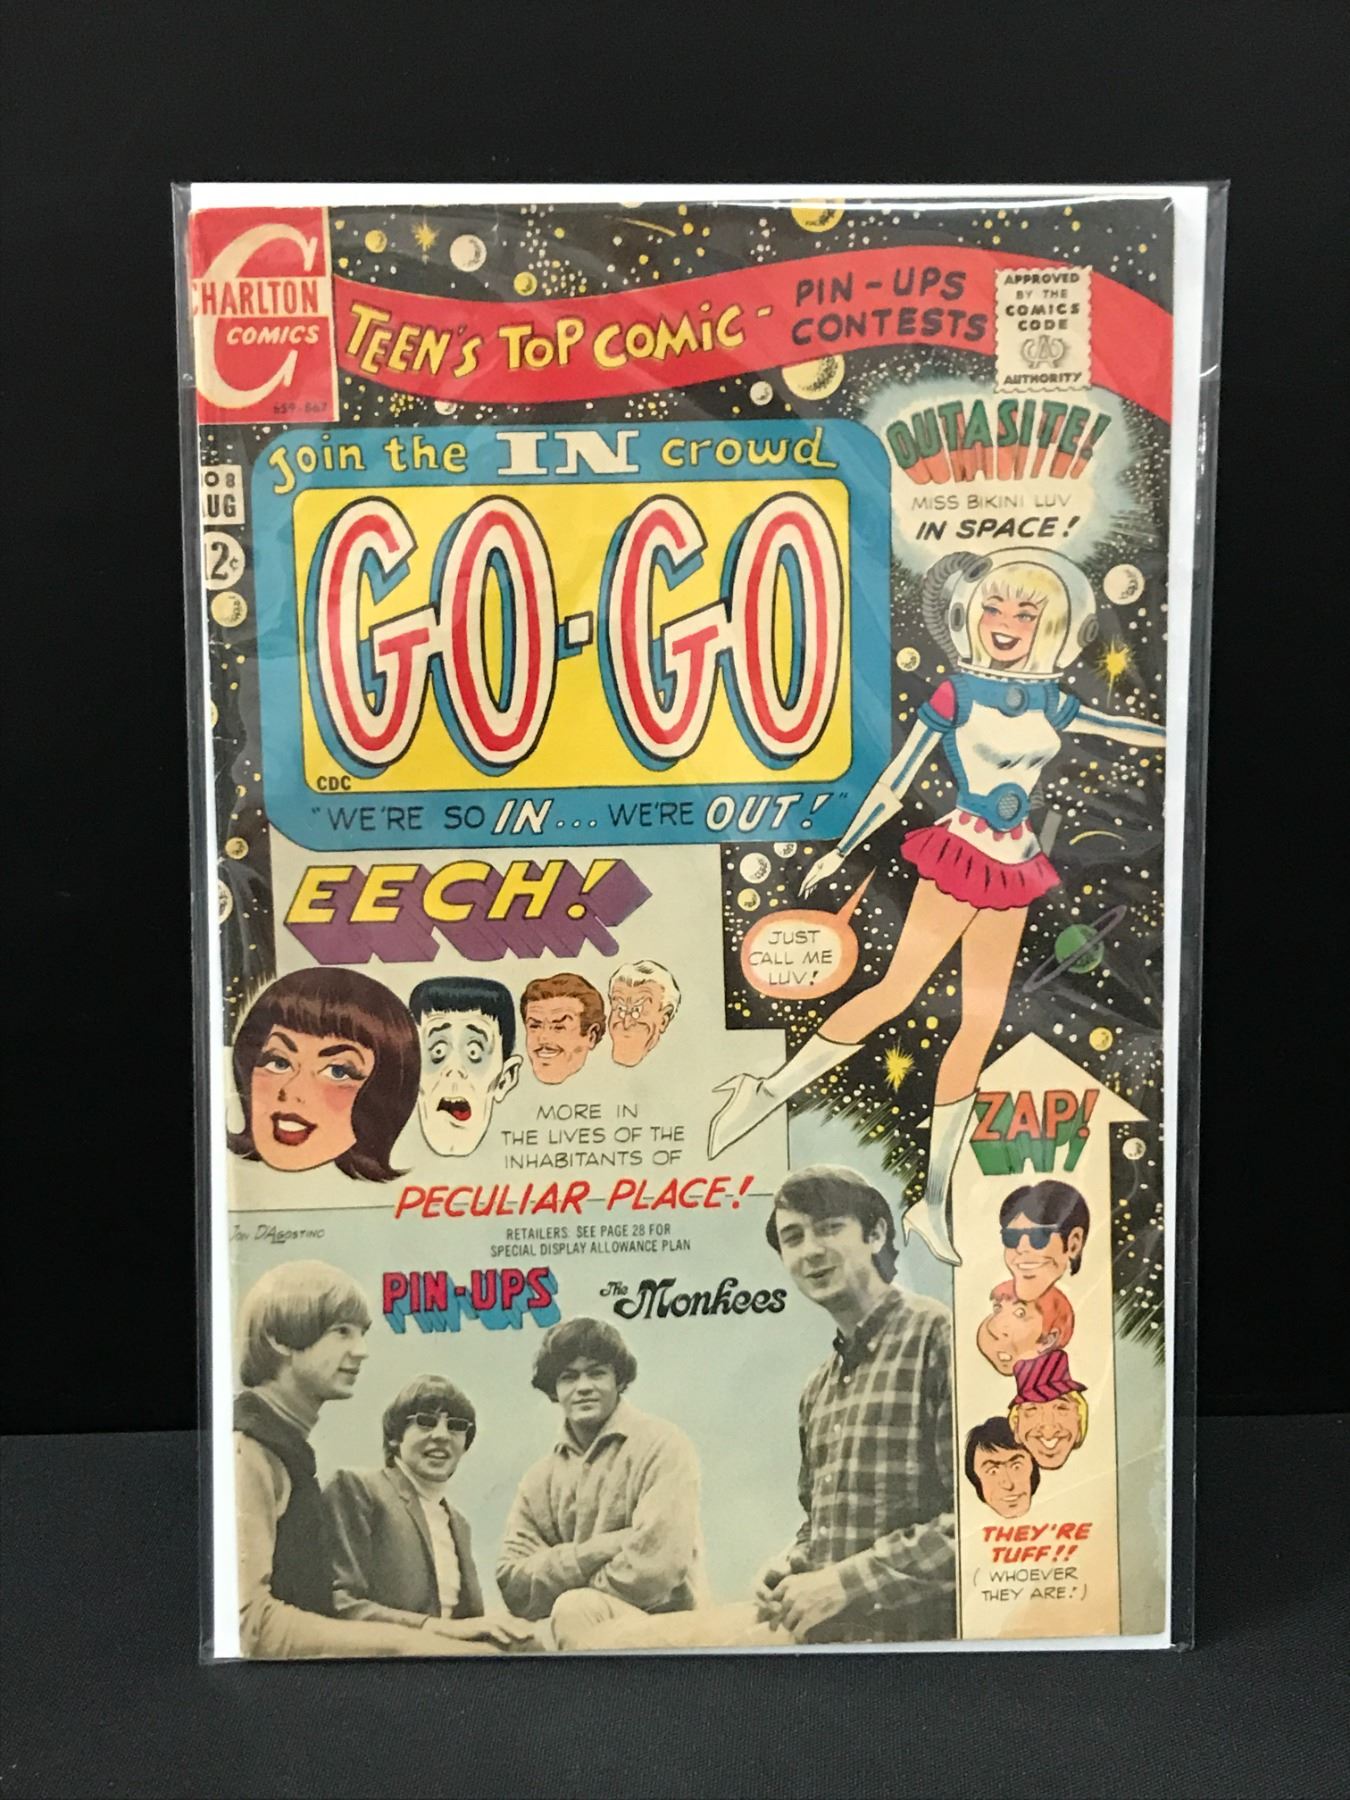 CHARLTON
COMICS
TEEN'S TOP COMIC -
PIN-UPS
CONTESTS
APPROVED
BY THE
COMICS
CODE
AUTHORITY
Join the IN crowd
GO-GO
CDC
"WE'RE SO IN... WE'RE OUT!"
NO 8
AUG
12¢
OUTASITE!
MISS BIKINI LUV
IN SPACE!
JUST
CALL ME
LUV!
EECH!
MORE IN
THE LIVES OF THE
INHABITANTS OF
PECULIAR PLACE!
JON D'AGOSTINO
RETAILERS: SEE PAGE 28 FOR
SPECIAL DISPLAY ALLOWANCE PLAN
PIN-UPS
The Monkees
ZAP!
THEY'RE
TUFF!!
(WHOEVER
THEY ARE!)